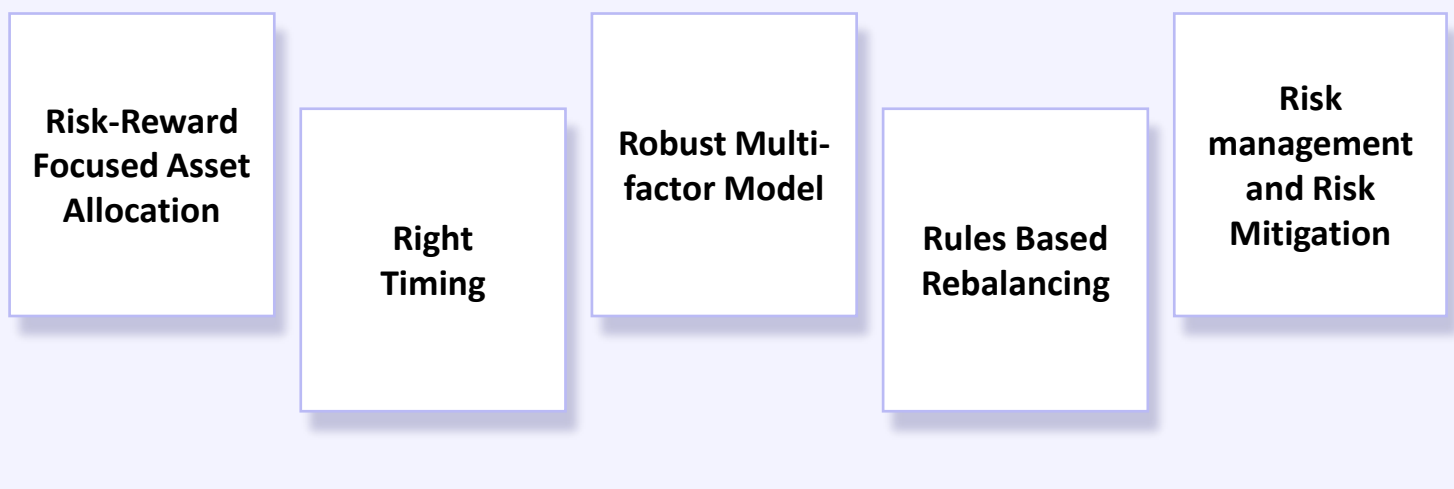 Risk-Reward
Focused Asset
Allocation
Right
Timing
Robust Multi-
factor Model
Rules Based
Rebalancing
Risk
management
and Risk
Mitigation